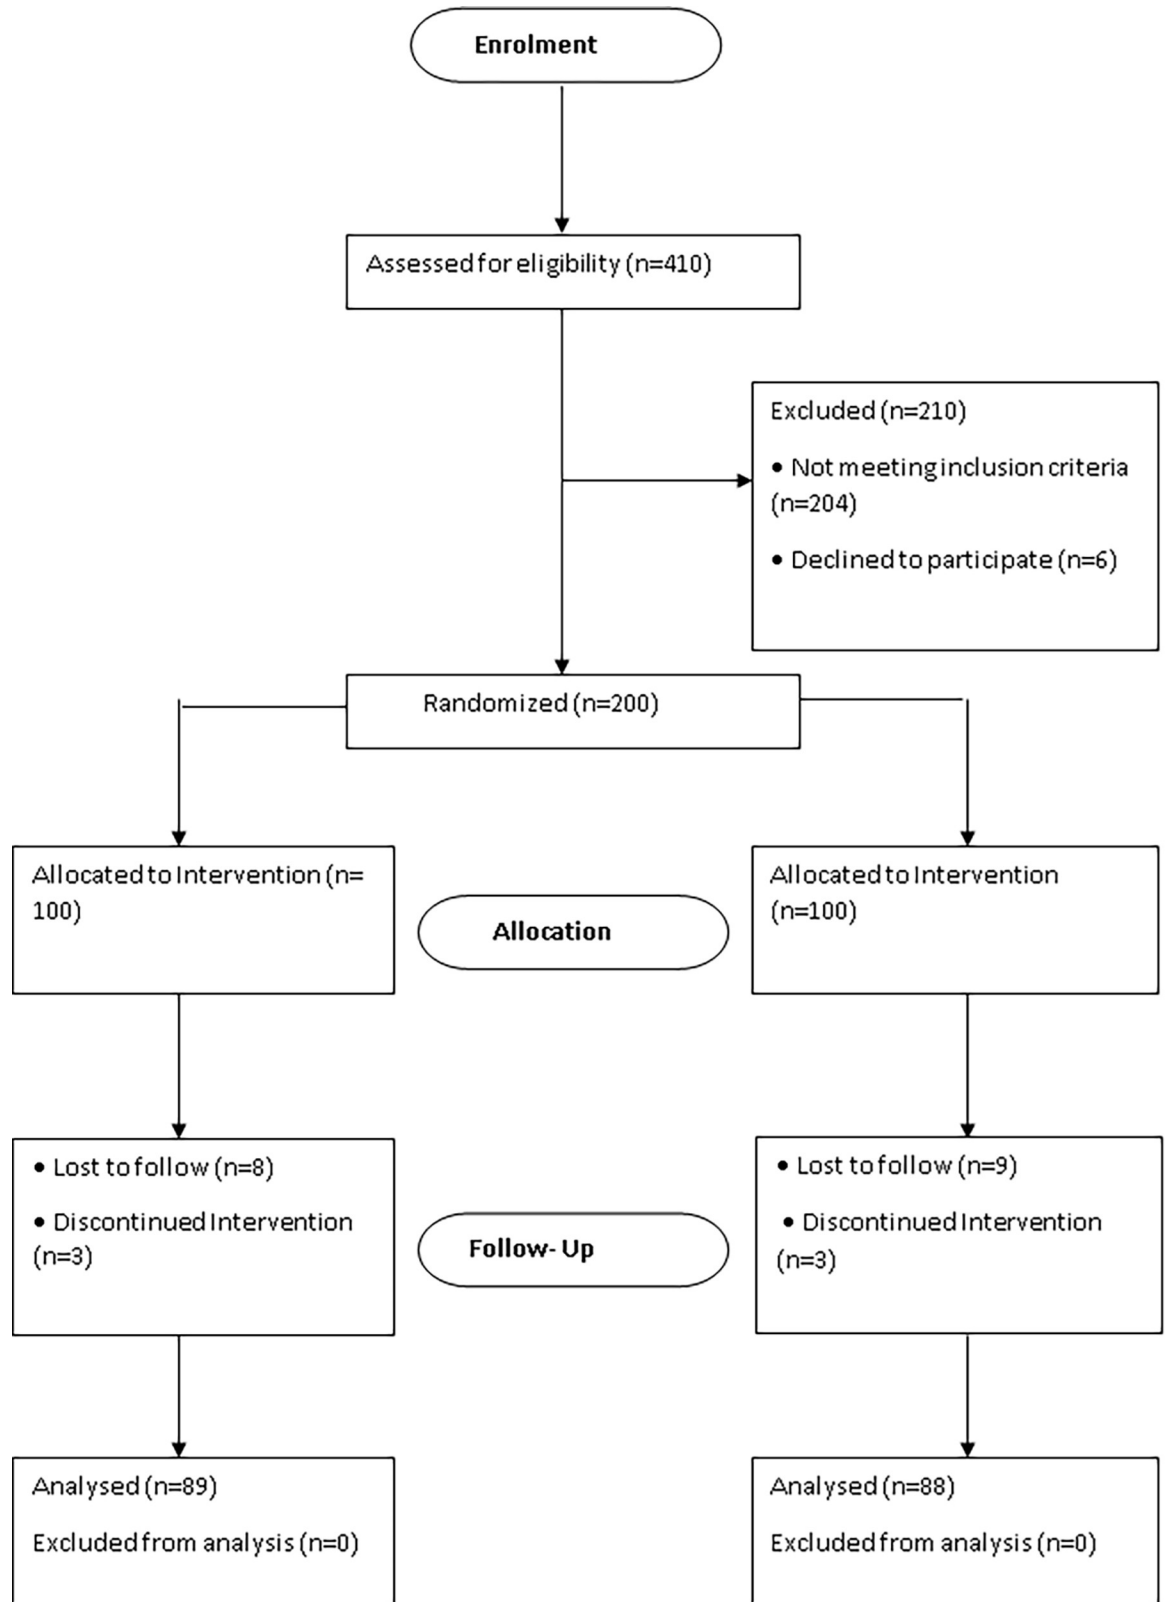 Enrolment
Assessed for eligibility (n=410)
Excluded (n=210)
• Not meeting inclusion criteria
(n=204)
• Declined to participate (n=6)
Randomized (n=200)
Allocated to Intervention (n=
100)
Allocation
Allocated to Intervention
(n=100)
• Lost to follow (n=8)
• Discontinued Intervention
(n=3)
Follow- Up
• Lost to follow (n=9)
• Discontinued Intervention
(n=3)
Analysed (n=89)
Excluded from analysis (n=0)
Analysed (n=88)
Excluded from analysis (n=0)